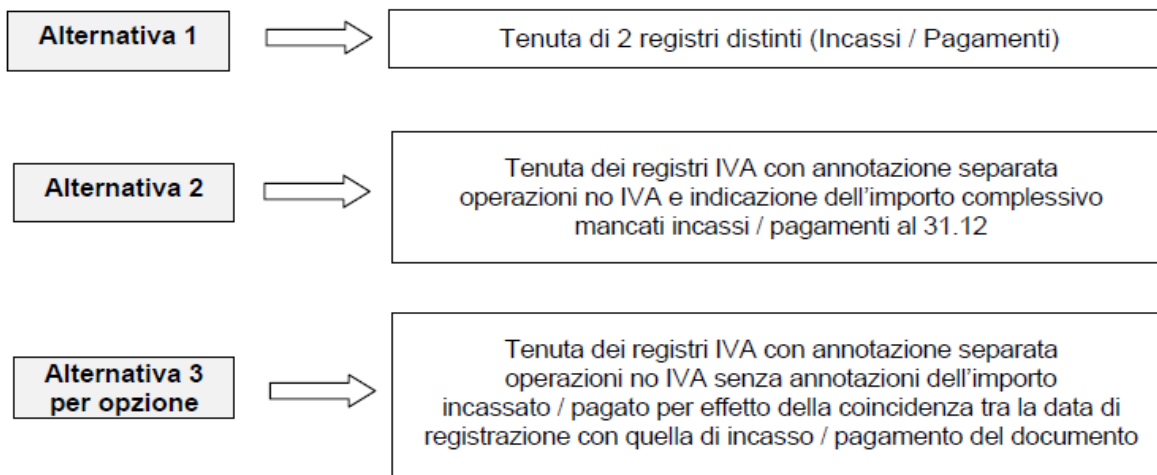 Alternativa 1
Tenuta di 2 registri distinti (Incassi / Pagamenti)
Alternativa 2
Tenuta dei registri IVA con annotazione separata
operazioni no IVA e indicazione dell'importo complessivo
mancati incassi / pagamenti al 31.12
Alternativa 3
per opzione
Tenuta dei registri IVA con annotazione separata
operazioni no IVA senza annotazioni dell'importo
incassato / pagato per effetto della coincidenza tra la data di
registrazione con quella di incasso / pagamento del documento